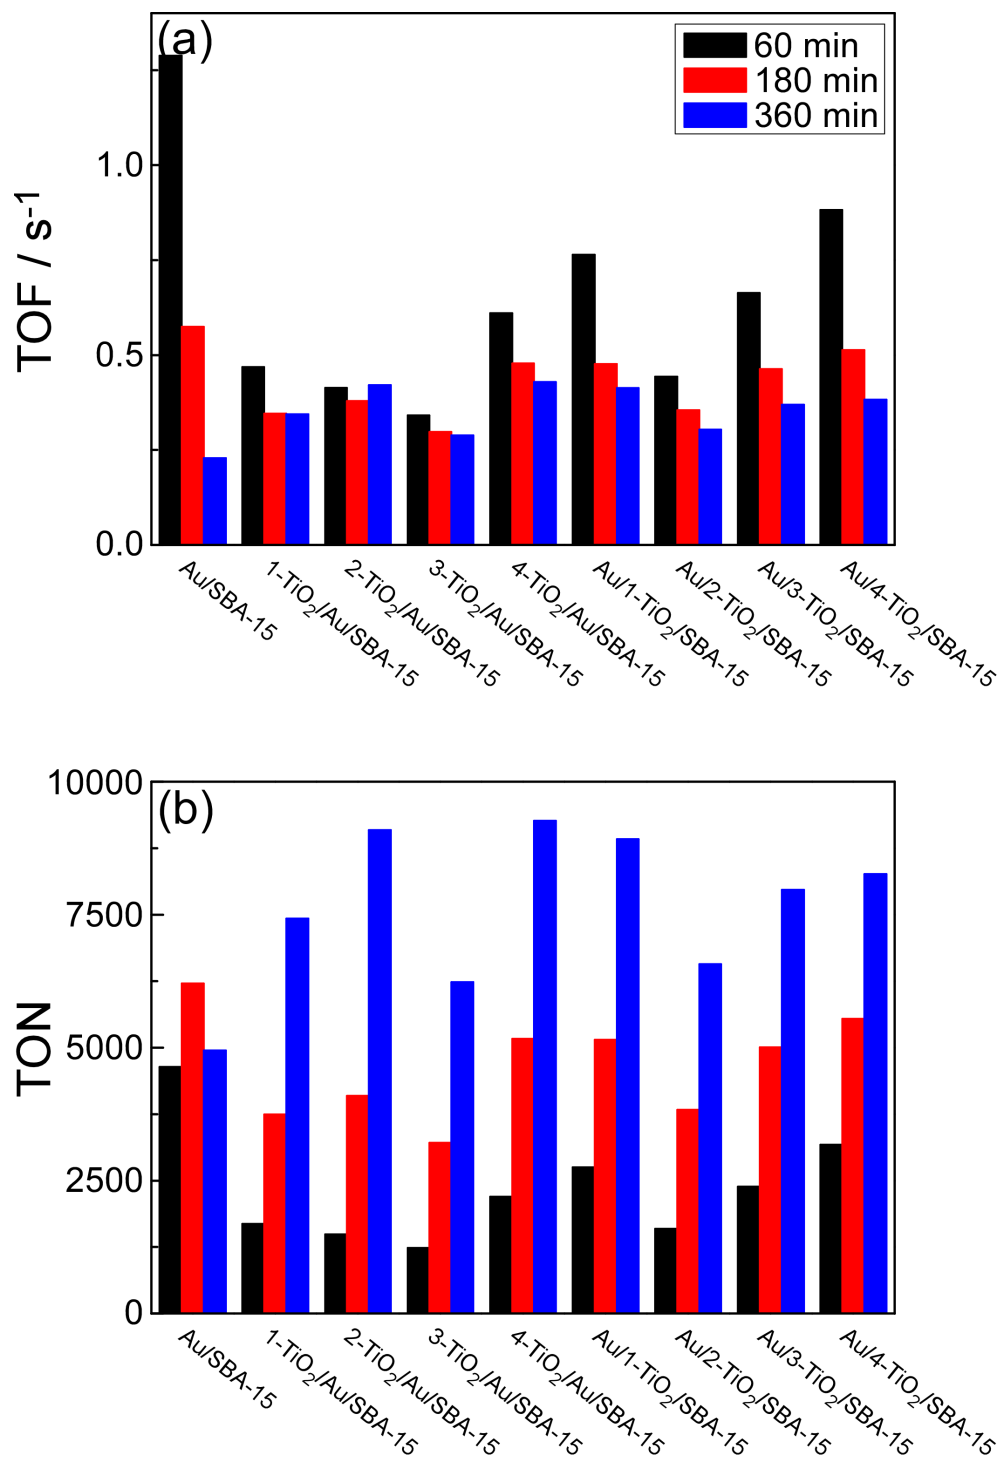 (a)
60 min
180 min
360 min
1.0
0.5
0.0
TOF / s⁻¹
Au/SBA-15
1-TiO₂/Au/SBA-15
2-TiO₂/Au/SBA-15
3-TiO₂/Au/SBA-15
4-TiO₂/Au/SBA-15
Au/1-TiO₂/SBA-15
Au/2-TiO₂/SBA-15
Au/3-TiO₂/SBA-15
Au/4-TiO₂/SBA-15
(b)
10000
7500
5000
2500
0
TON
Au/SBA-15
1-TiO₂/Au/SBA-15
2-TiO₂/Au/SBA-15
3-TiO₂/Au/SBA-15
4-TiO₂/Au/SBA-15
Au/1-TiO₂/SBA-15
Au/2-TiO₂/SBA-15
Au/3-TiO₂/SBA-15
Au/4-TiO₂/SBA-15